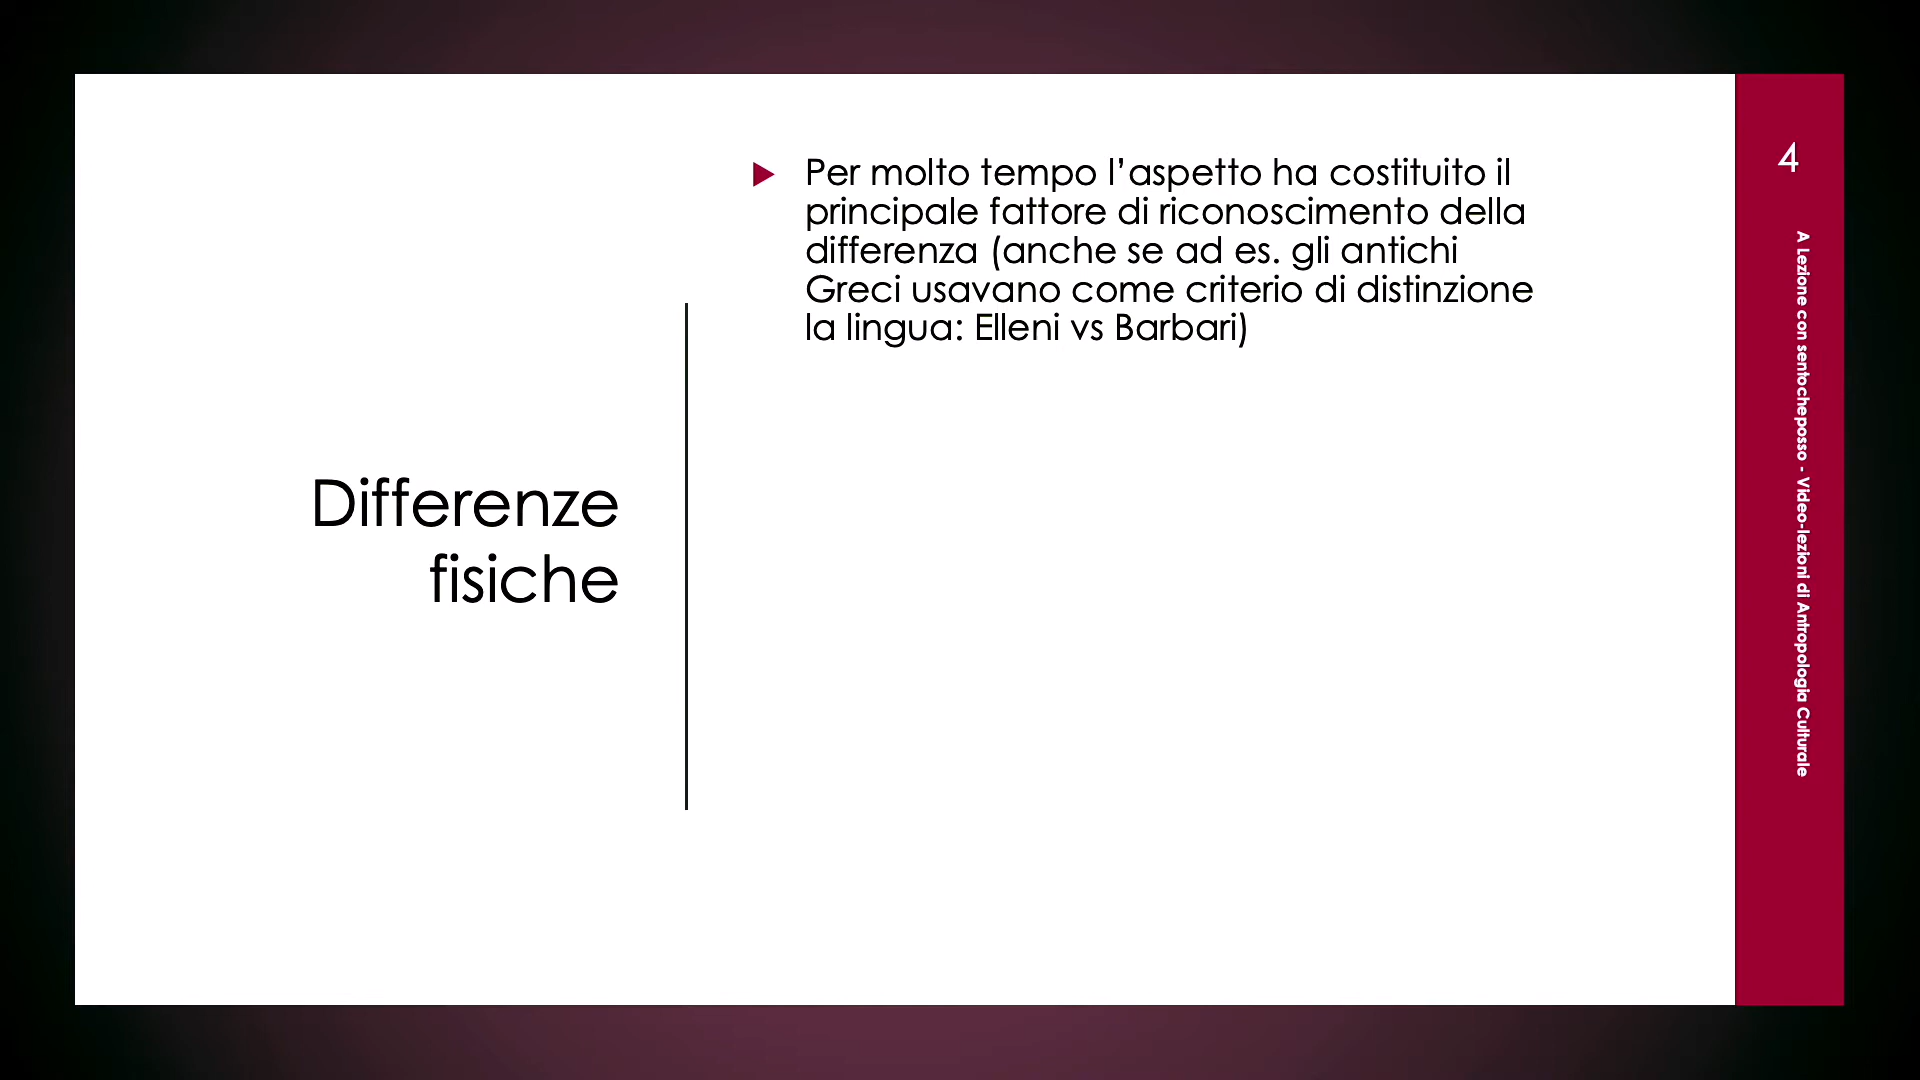 Differenze
fisiche
Per molto tempo l’aspetto ha costituito il
principale fattore di riconoscimento della
differenza (anche se ad es. gli antichi
Greci usavano come criterio di distinzione
la lingua: Elleni vs Barbari)
4
A Lezione con sentocheposso - Video-lezioni di Antropologia Culturale